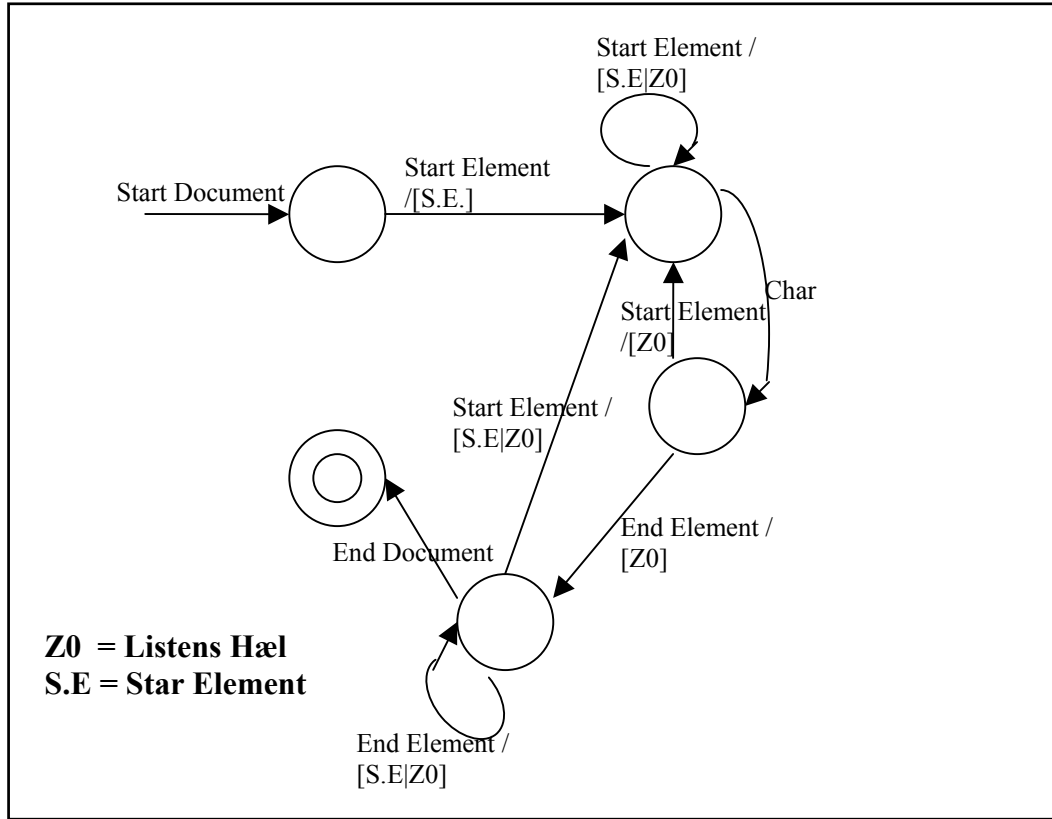 Start Element /
[S.E|Z0]
Start Document
Start Element
/[S.E.]
Char
Start Element
/[Z0]
Start Element /
[S.E|Z0]
End Element /
[Z0]
End Document
Z0 = Listens Hæl
S.E = Star Element
End Element /
[S.E|Z0]